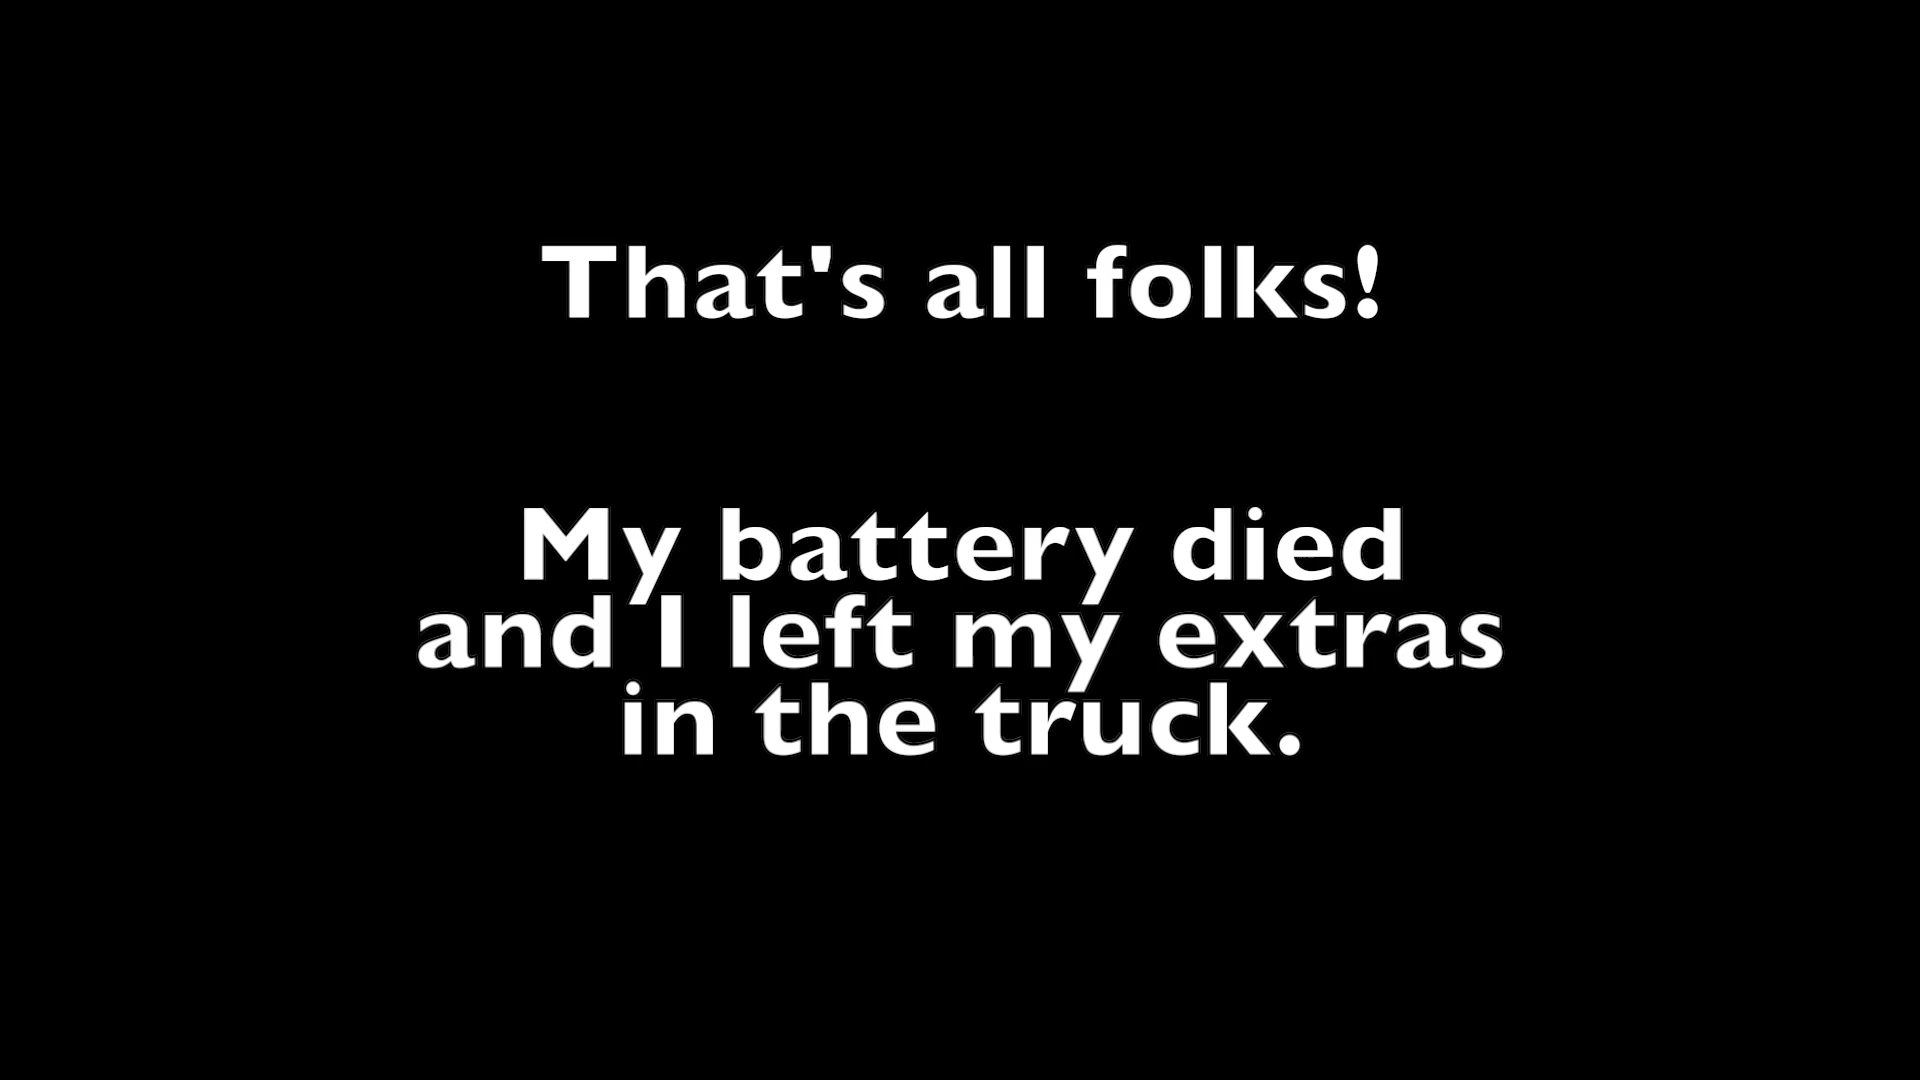 That's all folks!
My battery died
and I left my extras
in the truck.